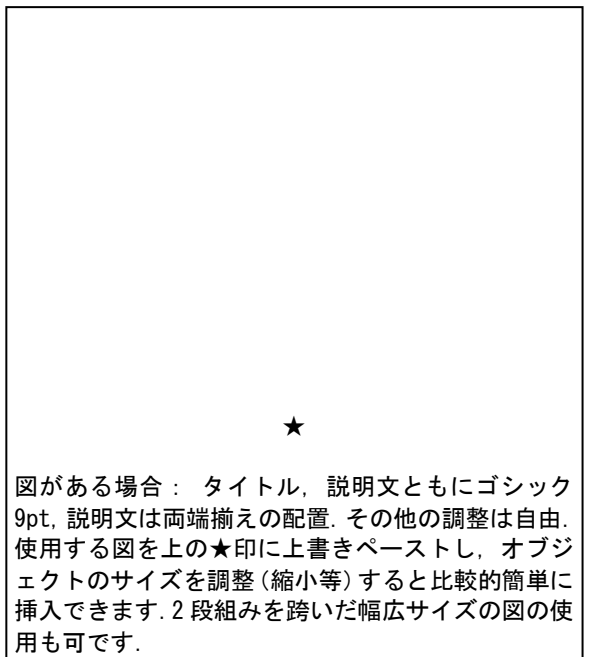 ★
図がある場合： タイトル, 説明文ともにゴシック
9pt, 説明文は両端揃えの配置. その他の調整は自由.
使用する図を上の★印に上書きペーストし, オブジ
ェクトのサイズを調整(縮小等)すると比較的簡単に
挿入できます. 2 段組みを跨いだ幅広サイズの図の使
用も可です.